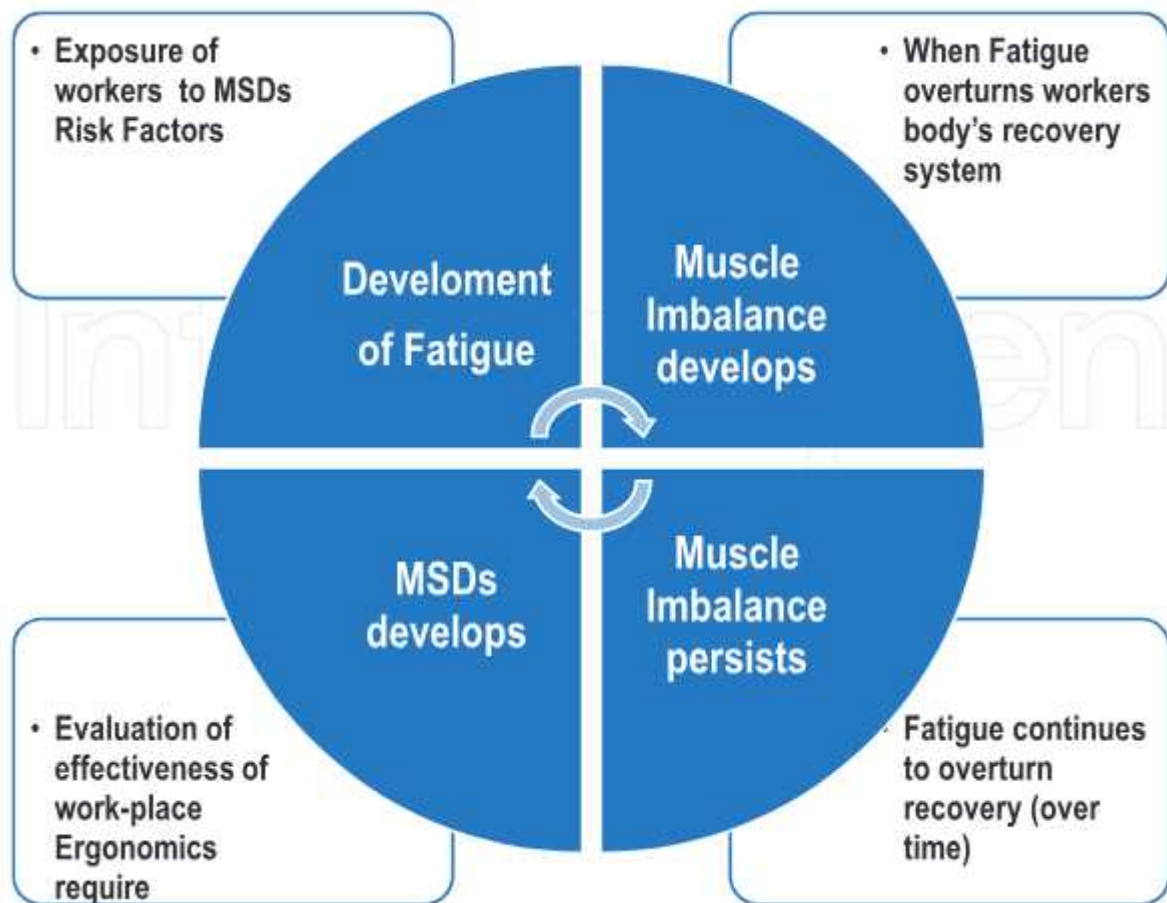 • Exposure of
workers to MSDs
Risk Factors
• When Fatigue
overturns workers
body's recovery
system
Develoment
of Fatigue
Muscle
Imbalance
develops
MSDs
develops
Muscle
Imbalance
persists
• Evaluation of
effectiveness of
work-place
Ergonomics
require
• Fatigue continues
to overturn
recovery (over
time)